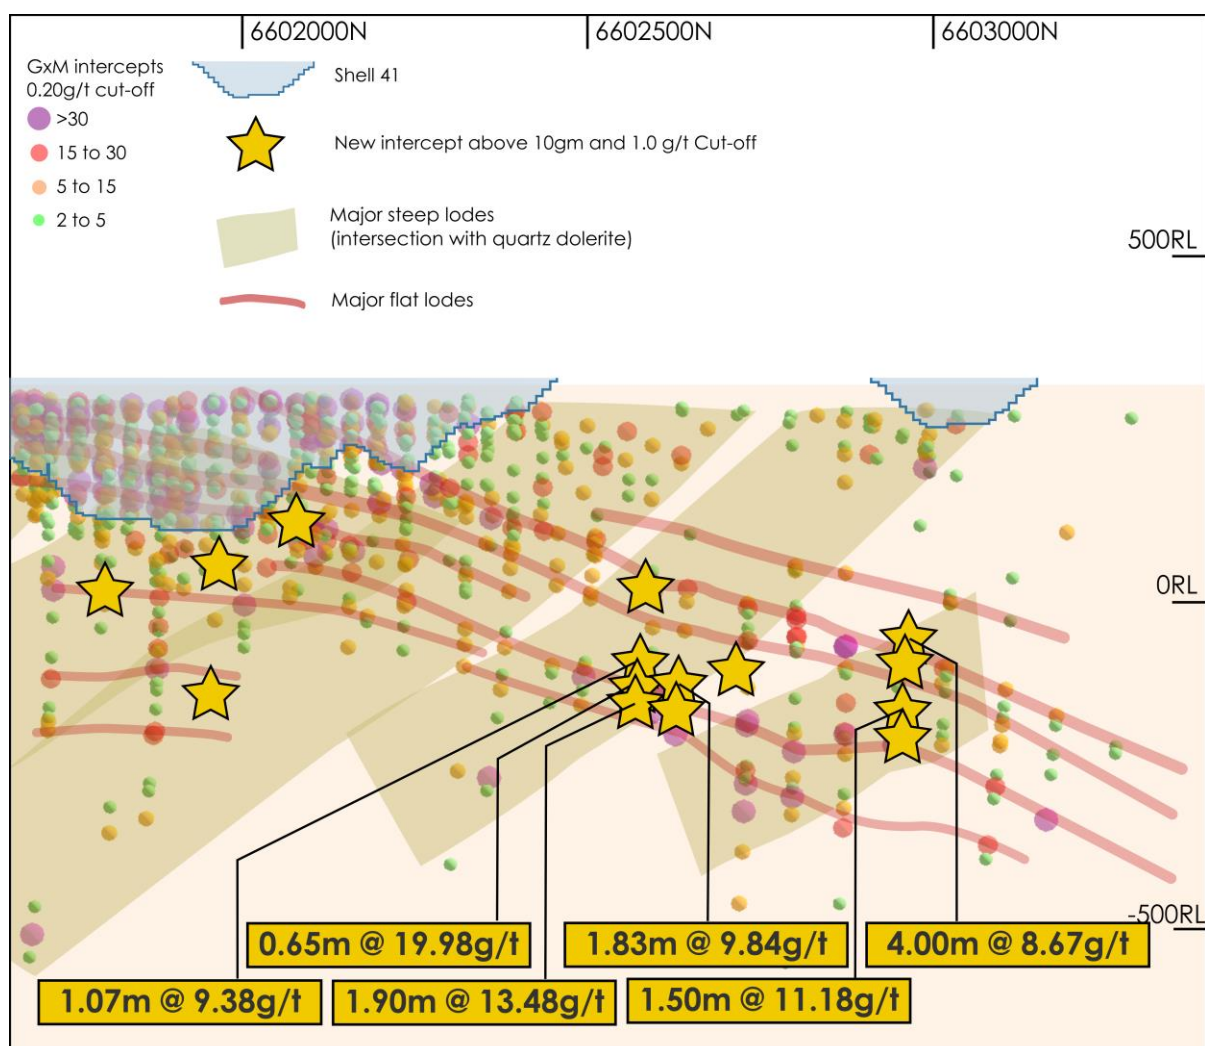 6602000N
6602500N
6603000N
GxM intercepts
0.20g/t cut-off
>30
15 to 30
5 to 15
2 to 5
Shell 41
New intercept above 10gm and 1.0 g/t Cut-off
Major steep lodes
(intersection with quartz dolerite)
Major flat lodes
500RL
0RL
-500RL
0.65m @ 19.98g/t
1.83m @ 9.84g/t
4.00m @ 8.67g/t
1.07m @ 9.38g/t
1.90m @ 13.48g/t
1.50m @ 11.18g/t